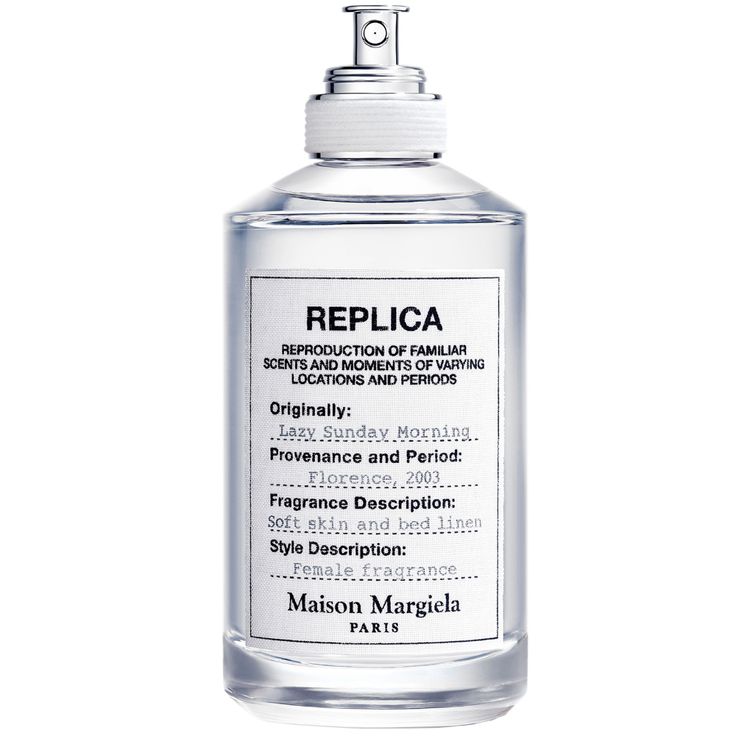 REPLICA
REPRODUCTION OF FAMILIAR
SCENTS AND MOMENTS OF VARYING
LOCATIONS AND PERIODS
Originally:
Lazy Sunday Morning
Provenance and Period:
Florence, 2003
Fragrance Description:
Soft skin and bed linen
Style Description:
Female fragrance
Maison Margiela
PARIS